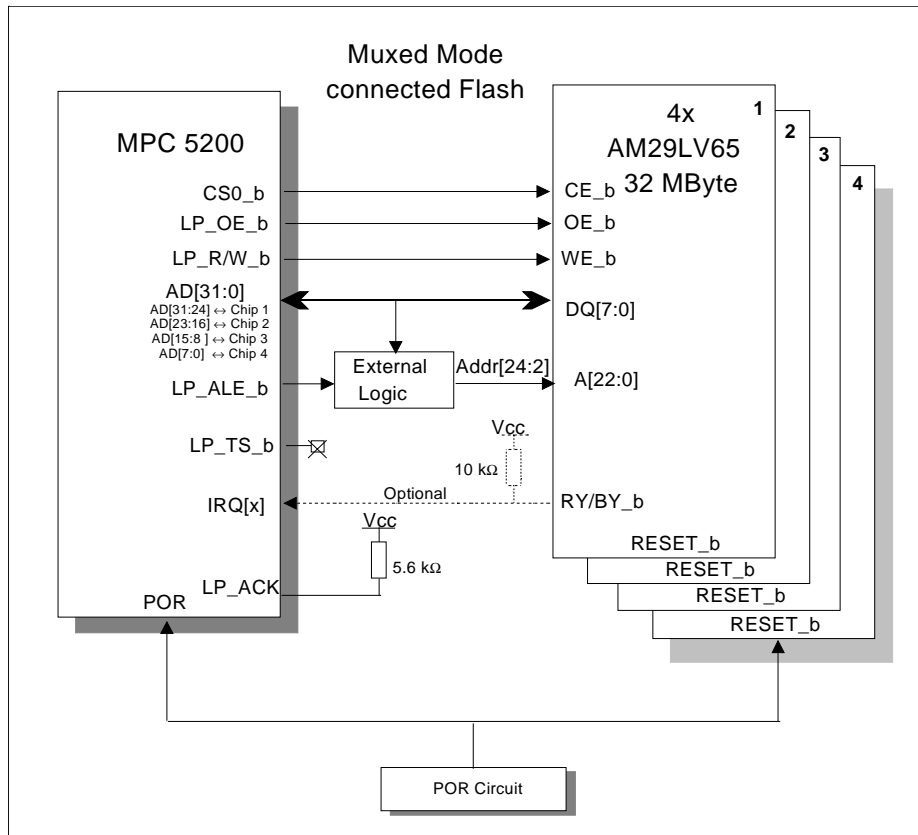 Muxed Mode
connected Flash
MPC 5200
CS0_b
LP_OE_b
LP_R/W_b
AD[31:0]
AD[31:24] ↔ Chip 1
AD[23:16] ↔ Chip 2
AD[15:8 ] ↔ Chip 3
AD[7:0] ↔ Chip 4
LP_ALE_b
LP_TS_b
IRQ[x]
LP_ACK
POR
External
Logic
Addr[24:2]
Vcc
10 kΩ
Optional
Vcc
5.6 kΩ
1
2
3
4
4x
AM29LV65
32 MByte
CE_b
OE_b
WE_b
DQ[7:0]
A[22:0]
RY/BY_b
RESET_b
RESET_b
RESET_b
RESET_b
POR Circuit